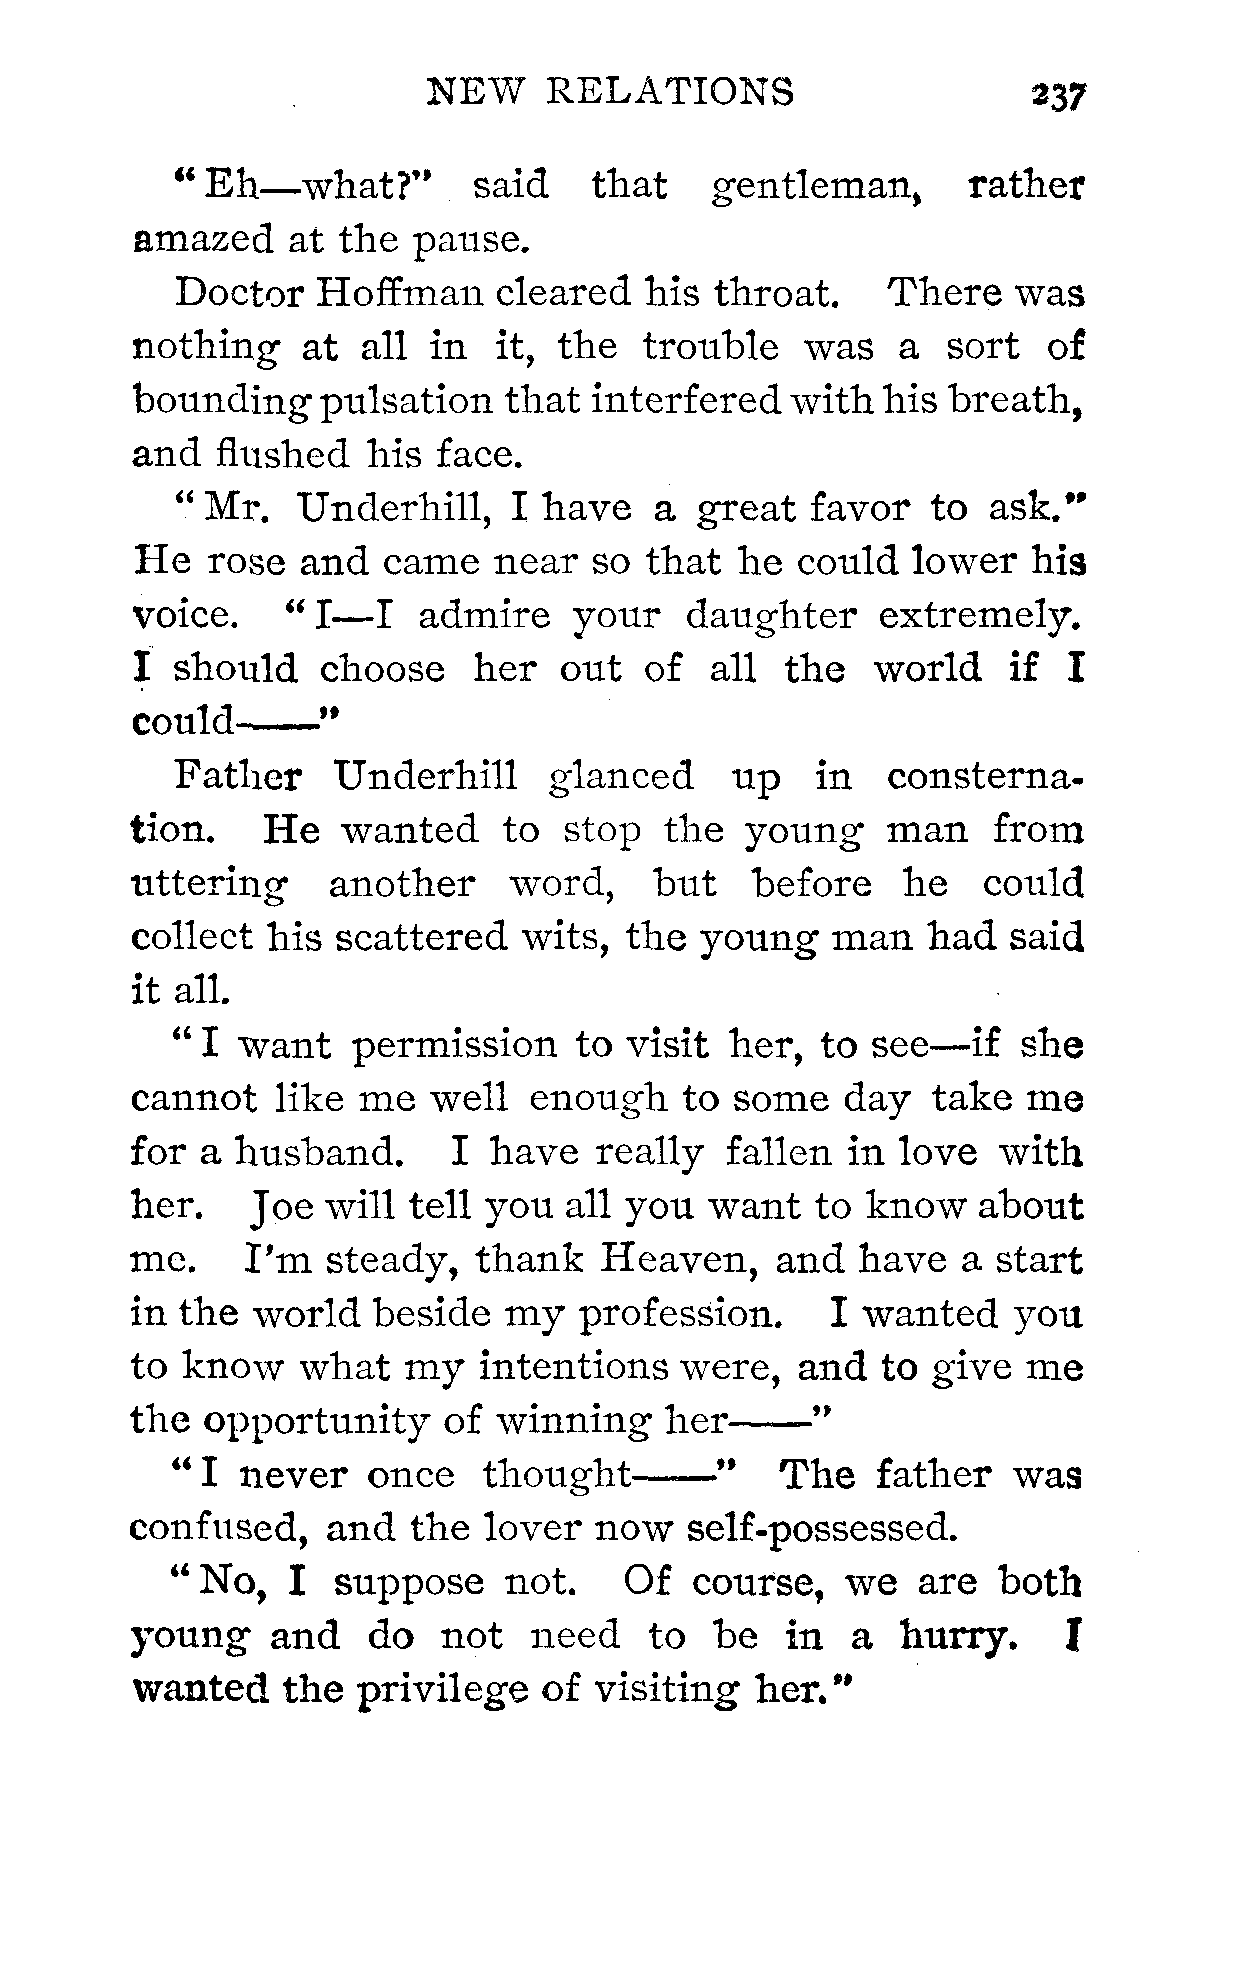 NEW RELATIONS 237
“Eh—what?” said that gentleman, rather
amazed at the pause.
Doctor Hoffman cleared his throat. There was
nothing at all in it, the trouble was a sort of
bounding pulsation that interfered with his breath,
and flushed his face.
“Mr. Underhill, I have a great favor to ask.”
He rose and came near so that he could lower his
voice. “I—I admire your daughter extremely.
I should choose her out of all the world if I
could——”
Father Underhill glanced up in consterna-
tion. He wanted to stop the young man from
uttering another word, but before he could
collect his scattered wits, the young man had said
it all.
“I want permission to visit her, to see—if she
cannot like me well enough to some day take me
for a husband. I have really fallen in love with
her. Joe will tell you all you want to know about
me. I'm steady, thank Heaven, and have a start
in the world beside my profession. I wanted you
to know what my intentions were, and to give me
the opportunity of winning her——”
“I never once thought——” The father was
confused, and the lover now self-possessed.
“No, I suppose not. Of course, we are both
young and do not need to be in a hurry. I
wanted the privilege of visiting her.”